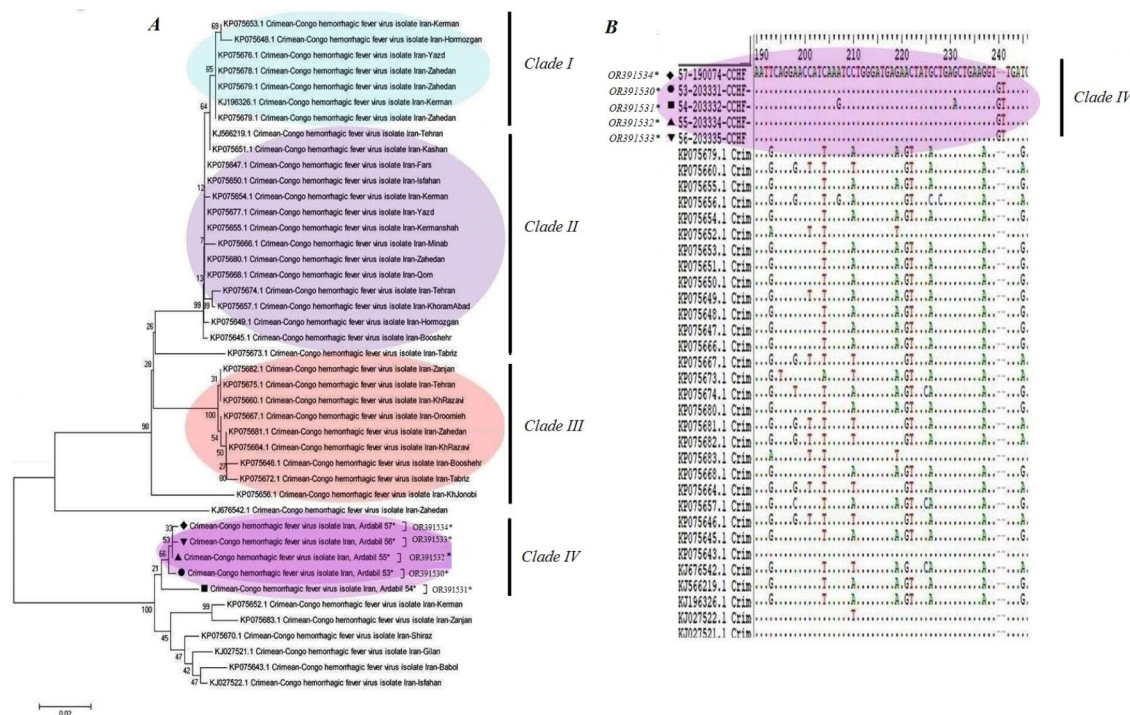 A
KP075653.1 Crimean-Congo hemorrhagic fever virus isolate Iran-Kerman
KP075648.1 Crimean-Congo hemorrhagic fever virus isolate Iran-Hormozgan
KP075676.1 Crimean-Congo hemorrhagic fever virus isolate Iran-Yazd
KP075678.1 Crimean-Congo hemorrhagic fever virus isolate Iran-Zahedan
KP075679.1 Crimean-Congo hemorrhagic fever virus isolate Iran-Zahedan
KJ196326.1 Crimean-Congo hemorrhagic fever virus isolate Iran-Kerman
KP075679.1 Crimean-Congo hemorrhagic fever virus isolate Iran-Zahedan
KJ566219.1 Crimean-Congo hemorrhagic fever virus isolate Iran-Tehran
KP075651.1 Crimean-Congo hemorrhagic fever virus isolate Iran-Kashan
KP075647.1 Crimean-Congo hemorrhagic fever virus isolate Iran-Fars
KP075650.1 Crimean-Congo hemorrhagic fever virus isolate Iran-Isfahan
KP075654.1 Crimean-Congo hemorrhagic fever virus isolate Iran-Kerman
KP075677.1 Crimean-Congo hemorrhagic fever virus isolate Iran-Yazd
KP075655.1 Crimean-Congo hemorrhagic fever virus isolate Iran-Kermanshah
KP075666.1 Crimean-Congo hemorrhagic fever virus isolate Iran-Minab
KP075680.1 Crimean-Congo hemorrhagic fever virus isolate Iran-Zahedan
KP075668.1 Crimean-Congo hemorrhagic fever virus isolate Iran-Qom
KP075674.1 Crimean-Congo hemorrhagic fever virus isolate Iran-Tehran
KP075657.1 Crimean-Congo hemorrhagic fever virus isolate Iran-KhoramAbad
KP075649.1 Crimean-Congo hemorrhagic fever virus isolate Iran-Hormozgan
KP075645.1 Crimean-Congo hemorrhagic fever virus isolate Iran-Booshehr
KP075673.1 Crimean-Congo hemorrhagic fever virus isolate Iran-Tabriz
KP075682.1 Crimean-Congo hemorrhagic fever virus isolate Iran-Zanjan
KP075675.1 Crimean-Congo hemorrhagic fever virus isolate Iran-Tehran
KP075660.1 Crimean-Congo hemorrhagic fever virus isolate Iran-KhRazavi
KP075667.1 Crimean-Congo hemorrhagic fever virus isolate Iran-Oroomieh
KP075681.1 Crimean-Congo hemorrhagic fever virus isolate Iran-Zahedan
KP075664.1 Crimean-Congo hemorrhagic fever virus isolate Iran-KhRazavi
KP075646.1 Crimean-Congo hemorrhagic fever virus isolate Iran-Booshehr
KP075672.1 Crimean-Congo hemorrhagic fever virus isolate Iran-Tabriz
KP075656.1 Crimean-Congo hemorrhagic fever virus isolate Iran-KhJonobi
KJ676542.1 Crimean-Congo hemorrhagic fever virus isolate Iran-Zahedan
Crimean-Congo hemorrhagic fever virus isolate Iran, Ardabil 57* OR391534*
Crimean-Congo hemorrhagic fever virus isolate Iran, Ardabil 56* OR391533*
Crimean-Congo hemorrhagic fever virus isolate Iran, Ardabil 55* OR391532*
Crimean-Congo hemorrhagic fever virus isolate Iran, Ardabil 53* OR391530*
Crimean-Congo hemorrhagic fever virus isolate Iran, Ardabil 54* OR391531*
KP075652.1 Crimean-Congo hemorrhagic fever virus isolate Iran-Kerman
KP075683.1 Crimean-Congo hemorrhagic fever virus isolate Iran-Zanjan
KP075670.1 Crimean-Congo hemorrhagic fever virus isolate Iran-Shiraz
KJ027521.1 Crimean-Congo hemorrhagic fever virus isolate Iran-Gilan
KP075643.1 Crimean-Congo hemorrhagic fever virus isolate Iran-Babol
KJ027522.1 Crimean-Congo hemorrhagic fever virus isolate Iran-Isfahan
69
65
64
12
7
13
99
39
26
28
31
100
54
50
27
80
98
33
53
66
21
100
99
45
47
42
47
0.02
Clade I
Clade II
Clade III
Clade IV
B
190 200 210 220 230 240
OR391534* 57-190074-CCHF AATTCAGGAACCATCAAATCCTGGGATGAGAACTATGCTGAGCTGAAGGT--TGATC
OR391530* 53-203331-CCHF- GT
OR391531* 54-203332-CCHF- G A
OR391532* 55-203334-CCHF- GT
OR391533* 56-203335-CCHF- GT
Clade IV
KP075679.1 Crim
KP075660.1 Crim
KP075655.1 Crim
KP075656.1 Crim
KP075654.1 Crim
KP075652.1 Crim
KP075653.1 Crim
KP075651.1 Crim
KP075650.1 Crim
KP075649.1 Crim
KP075648.1 Crim
KP075647.1 Crim
KP075666.1 Crim
KP075667.1 Crim
KP075673.1 Crim
KP075674.1 Crim
KP075680.1 Crim
KP075681.1 Crim
KP075682.1 Crim
KP075683.1 Crim
KP075668.1 Crim
KP075664.1 Crim
KP075657.1 Crim
KP075646.1 Crim
KP075645.1 Crim
KP075643.1 Crim
KJ676542.1 Crim
KJ566219.1 Crim
KJ196326.1 Crim
KJ027522.1 Crim
KJ027521.1 Crim